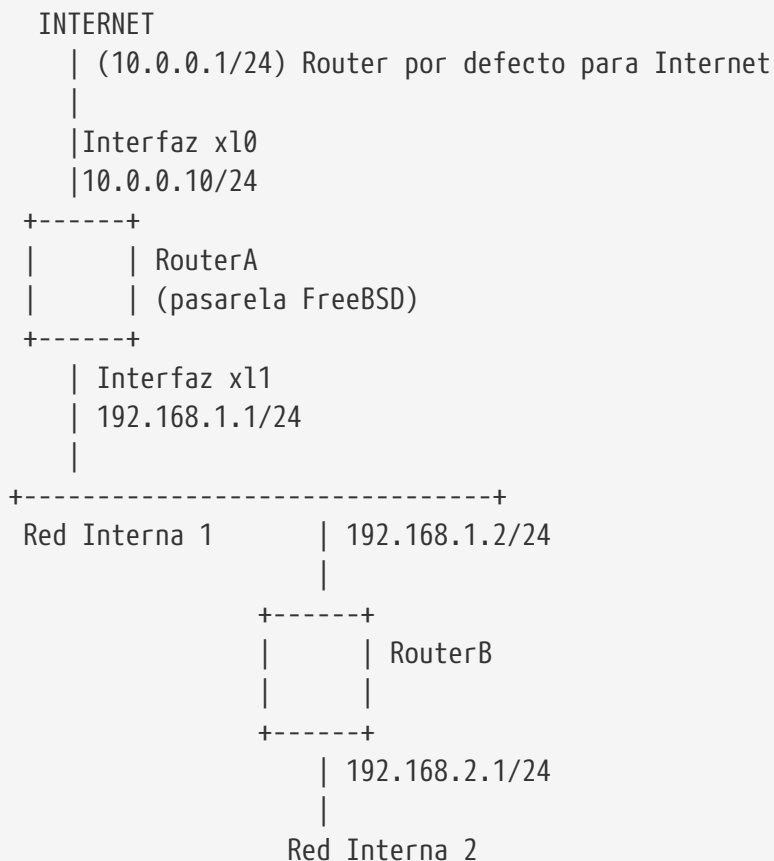 INTERNET
| (10.0.0.1/24) Router por defecto para Internet
|
|Interfaz xl0
|10.0.0.10/24
+------+
|      | RouterA
|      | (pasarela FreeBSD)
+------+
| Interfaz xl1
| 192.168.1.1/24
|
+--------------------------------+
Red Interna 1       | 192.168.1.2/24
|
+------+
|      | RouterB
|      |
+------+
| 192.168.2.1/24
|
Red Interna 2